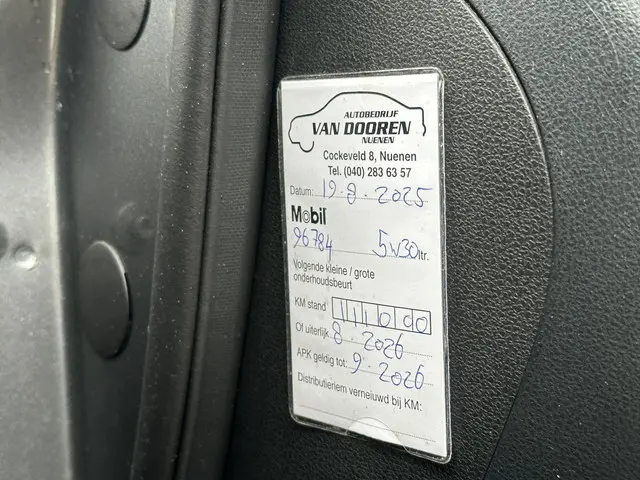 AUTOBEDRIJF
VAN DOOREN
NUENEN
Cockeveld 8, Nuenen
Tel. (040) 283 63 57
Datum: 19-8-2025
Mobil
96784 5w30 ltr.
Volgende kleine / grote
onderhoudsbeurt
KM stand 111000
Of uiterlijk 8-2026
APK geldig tot: 9-2026
Distributieriem vernieuwd bij KM: